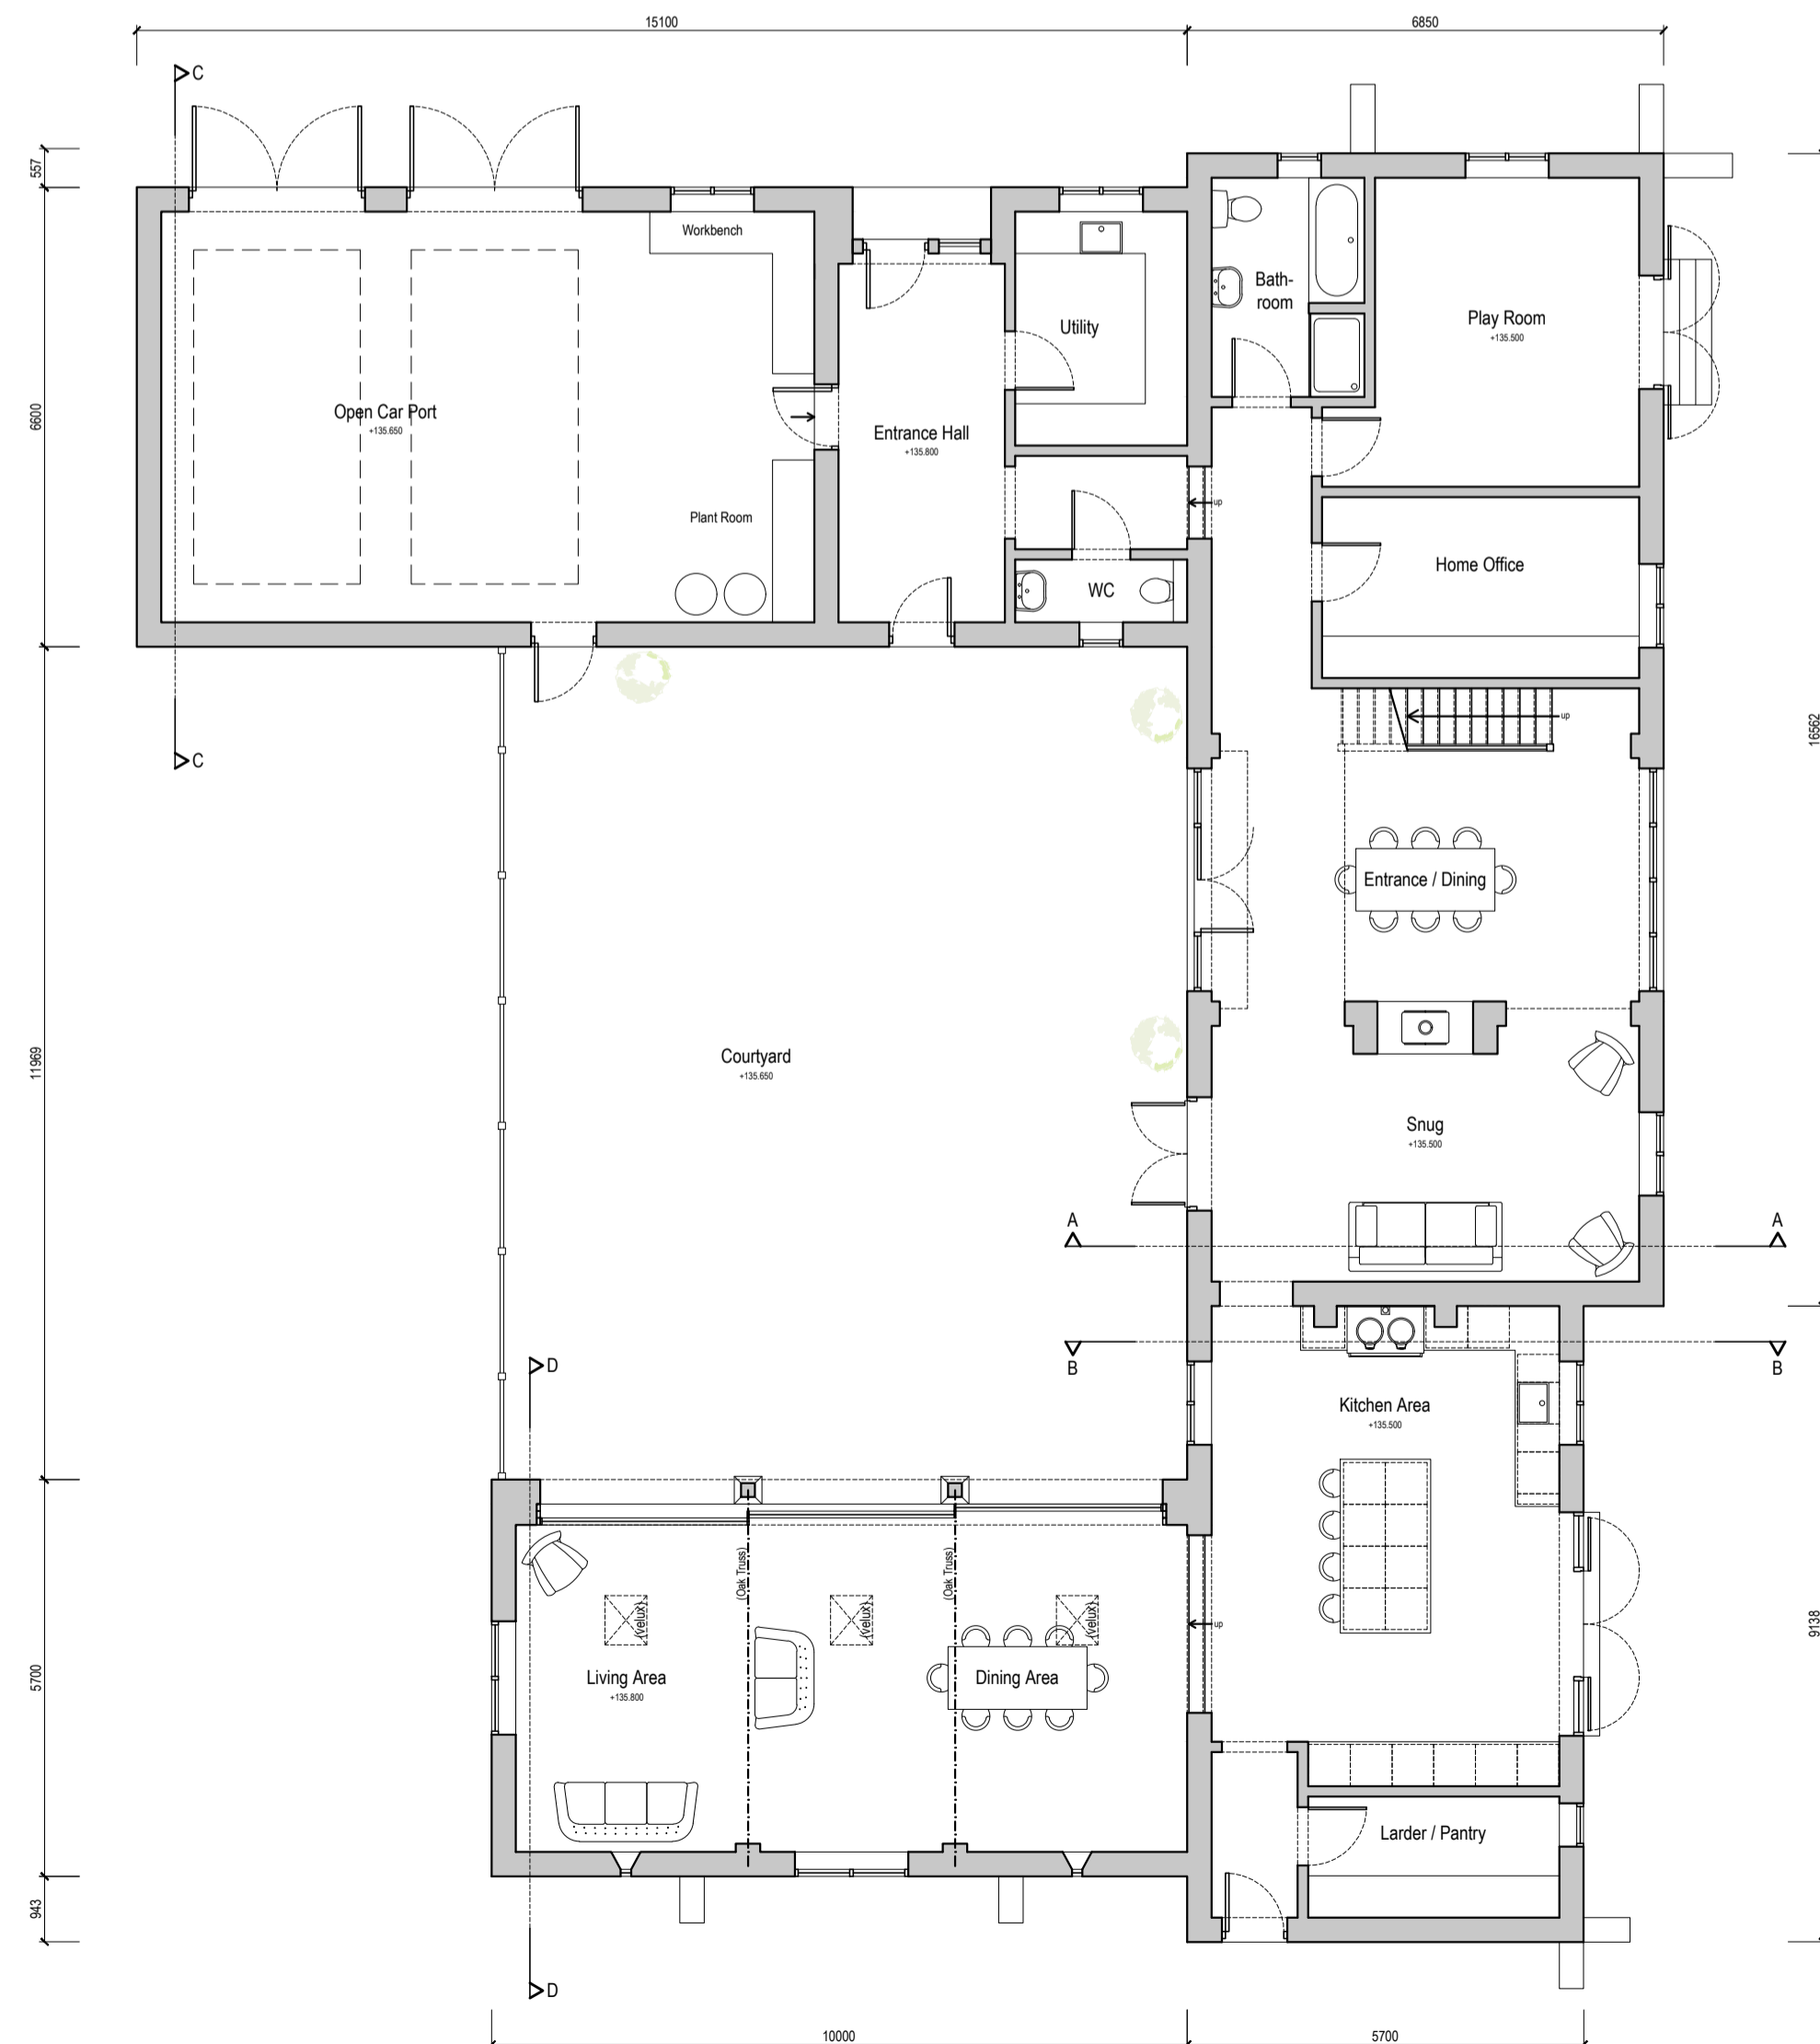 15100
6850
C
557
Workbench
Bath-
room
Play Room
+135.500
Utility
Open Car Port
+135.650
6600
Entrance Hall
+135.800
up
Plant Room
Home Office
WC
up
16562
C
Entrance / Dining
11969
Courtyard
+135.650
Snug
+135.500
A
A
B
B
D
Kitchen Area
+135.500
(Oak Truss)
(Oak Truss)
(velux)
(velux)
(velux)
up
9138
5700
Living Area
+135.800
Dining Area
Larder / Pantry
943
D
10000
5700